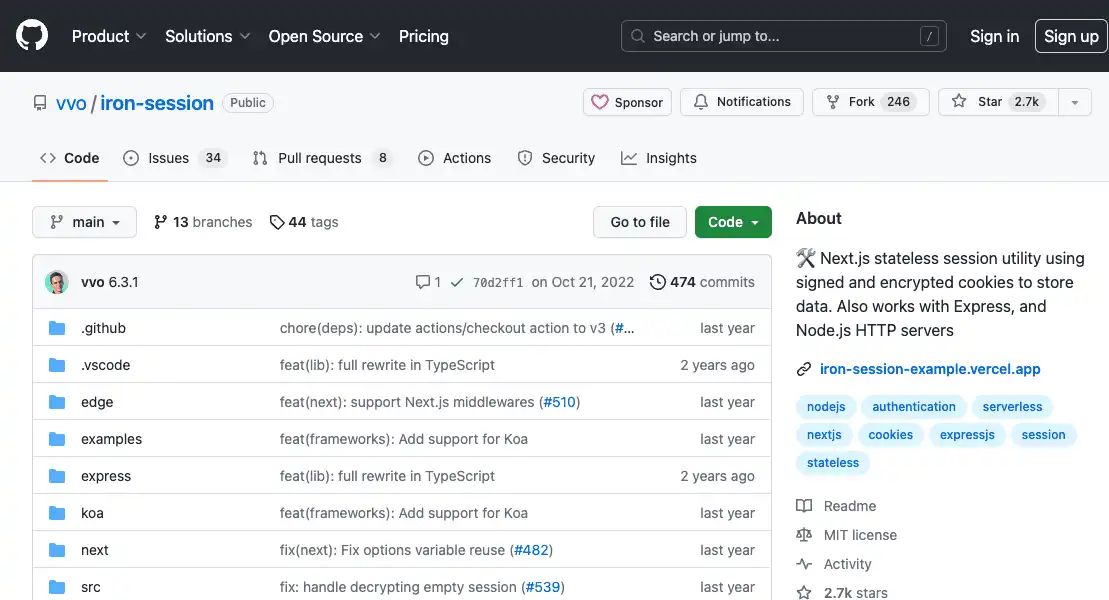 Product Solutions Open Source Pricing Search or jump to... / Sign in Sign up
vvo / iron-session Public Sponsor Notifications Fork 246 Star 2.7k
Code Issues 34 Pull requests 8 Actions Security Insights
main 13 branches 44 tags Go to file Code
vvo 6.3.1 1 70d2ff1 on Oct 21, 2022 474 commits
.github chore(deps): update actions/checkout action to v3 (#... last year
.vscode feat(lib): full rewrite in TypeScript 2 years ago
edge feat(next): support Next.js middlewares (#510) last year
examples feat(frameworks): Add support for Koa last year
express feat(lib): full rewrite in TypeScript 2 years ago
koa feat(frameworks): Add support for Koa last year
next fix(next): Fix options variable reuse (#482) last year
src fix: handle decrypting empty session (#539) last year
About
🛠 Next.js stateless session utility using
signed and encrypted cookies to store
data. Also works with Express, and
Node.js HTTP servers
iron-session-example.vercel.app
nodejs authentication serverless
nextjs cookies expressjs session
stateless
Readme
MIT license
Activity
2.7k stars